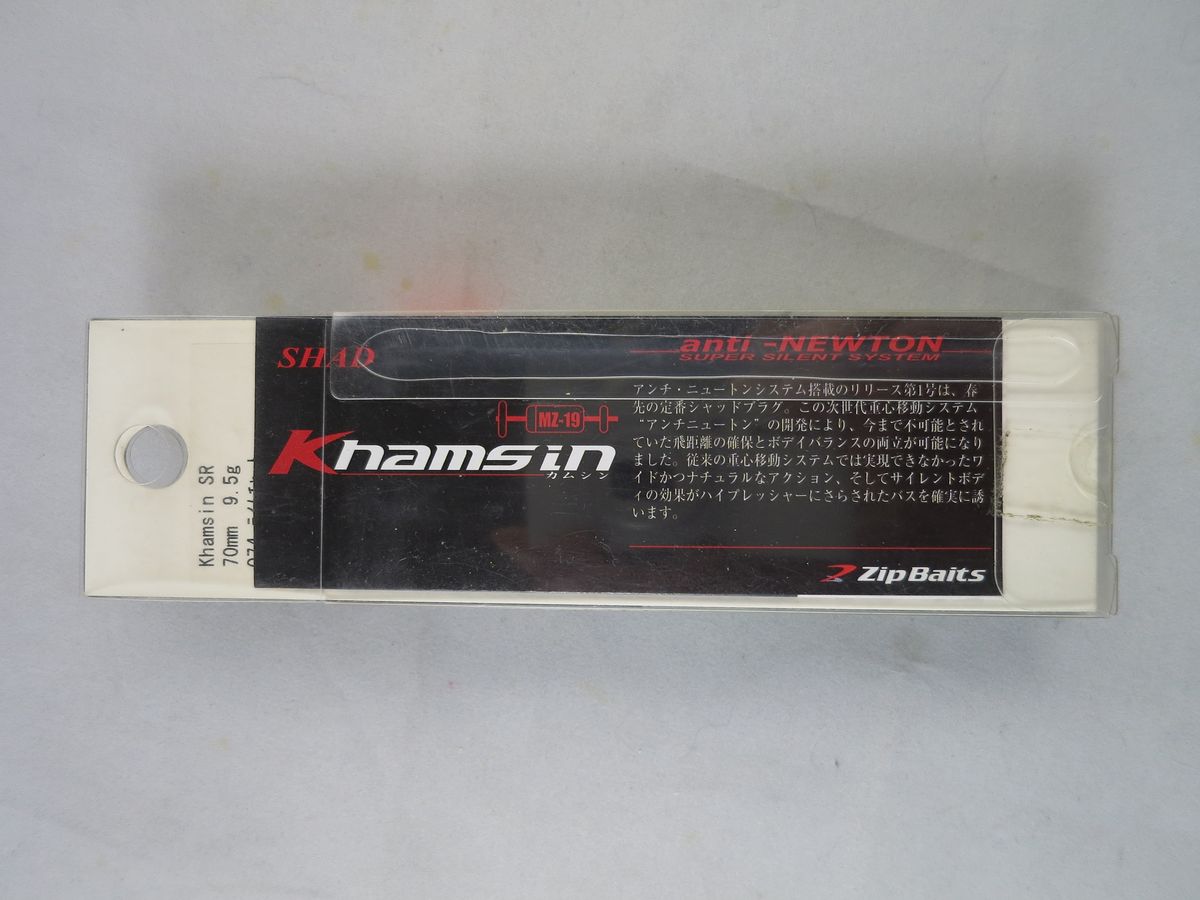 Khamsin SR
70mm 9.5g
SHAD
MZ-19
Khamsin
カムシン
anti -NEWTON
SUPER SILENT SYSTEM
アンチ・ニュートンシステム搭載のリリース第1号は、春
先の定番シャッドプラグ。この次世代重心移動システム
“アンチニュートン”の開発により、今まで不可能とされ
ていた飛距離の確保とボディバランスの両立が可能になり
ました。従来の重心移動システムでは実現できなかったワ
イドかつナチュラルなアクション、そしてサイレントボデ
ィの効果がハイプレッシャーにさらされたバスを確実に誘
います。
ZipBaits